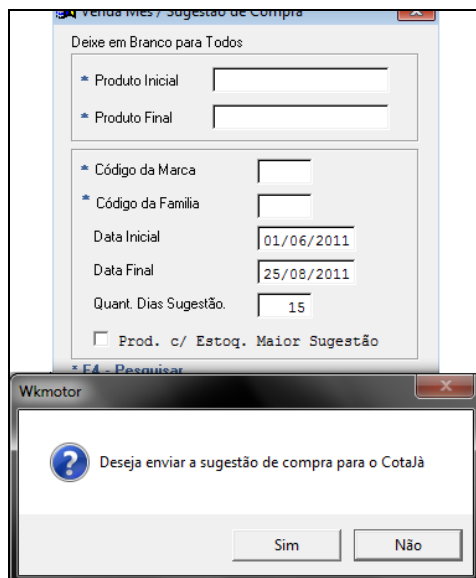 Venda Mês / Sugestão de Compra
Deixe em Branco para Todos
* Produto Inicial
* Produto Final
* Código da Marca
* Código da Familia
Data Inicial 01/06/2011
Data Final 25/08/2011
Quant. Dias Sugestão. 15
Prod. c/ Estoq. Maior Sugestão
* F4 - Pesquisar
Wkmotor
Deseja enviar a sugestão de compra para o CotaJà
Sim Não